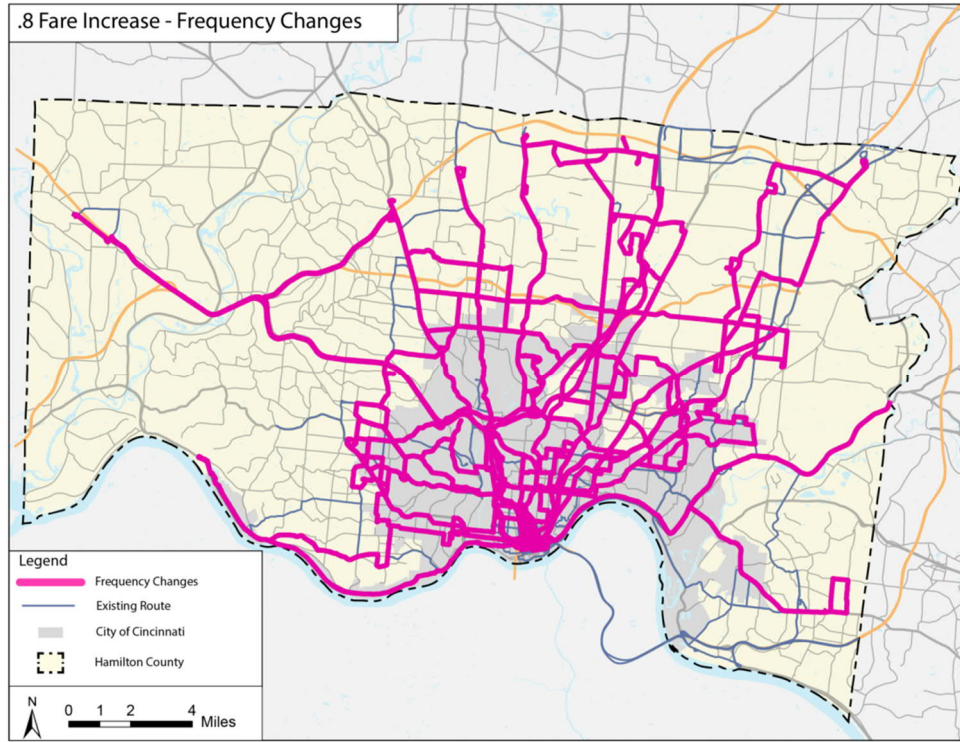 .8 Fare Increase - Frequency Changes
Legend
Frequency Changes
Existing Route
City of Cincinnati
Hamilton County
N
0 1 2 4 Miles